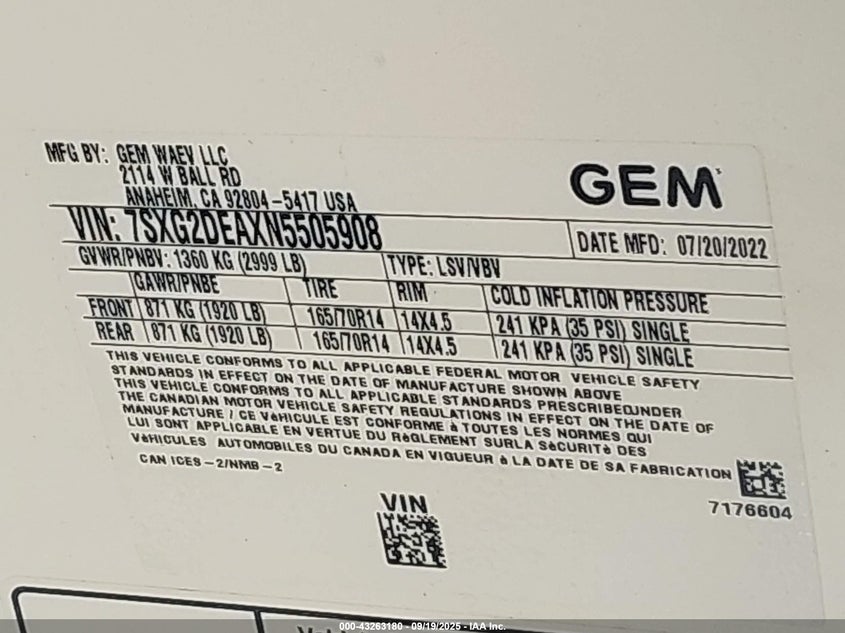 MFG BY: GEM WAEV LLC
2114 W BALL RD
ANAHEIM, CA 92804-5417 USA
GEM
VIN: 7SXG2DEAXN5505908
DATE MFD: 07/20/2022
GVWR/PNBV: 1360 KG (2999 LB) TYPE: LSV/VBV
GAWR/PNBE TIRE RIM COLD INFLATION PRESSURE
FRONT 871 KG (1920 LB) 165/70R14 14X4.5 241 KPA (35 PSI) SINGLE
REAR 871 KG (1920 LB) 165/70R14 14X4.5 241 KPA (35 PSI) SINGLE
THIS VEHICLE CONFORMS TO ALL APPLICABLE FEDERAL MOTOR VEHICLE SAFETY
STANDARDS IN EFFECT ON THE DATE OF MANUFACTURE SHOWN ABOVE
THIS VEHICLE CONFORMS TO ALL APPLICABLE STANDARDS PRESCRIBEDUNDER
THE CANADIAN MOTOR VEHICLE SAFETY REGULATIONS IN EFFECT ON THE DATE OF
MANUFACTURE / CE VéHICULE EST CONFORME à TOUTES LES NORMES QUI
LUI SONT APPLICABLE EN VERTUE DU RèGLEMENT SURLA SéCURITé DES
VéHICULES AUTOMOBILES DU CANADA EN VIGUEUR à LA DATE DE SA FABRICATION
CAN ICES-2/NMB-2
7176604
VIN
000-43263180 - 09/19/2025 - IAA Inc.